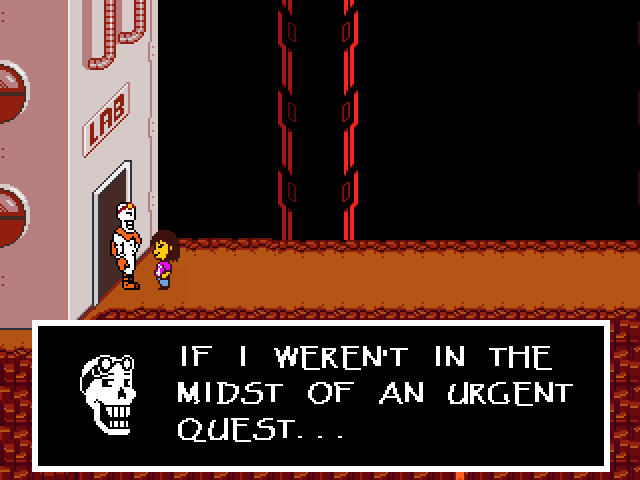 LAB
IF I WEREN'T IN THE
MIDST OF AN URGENT
QUEST...